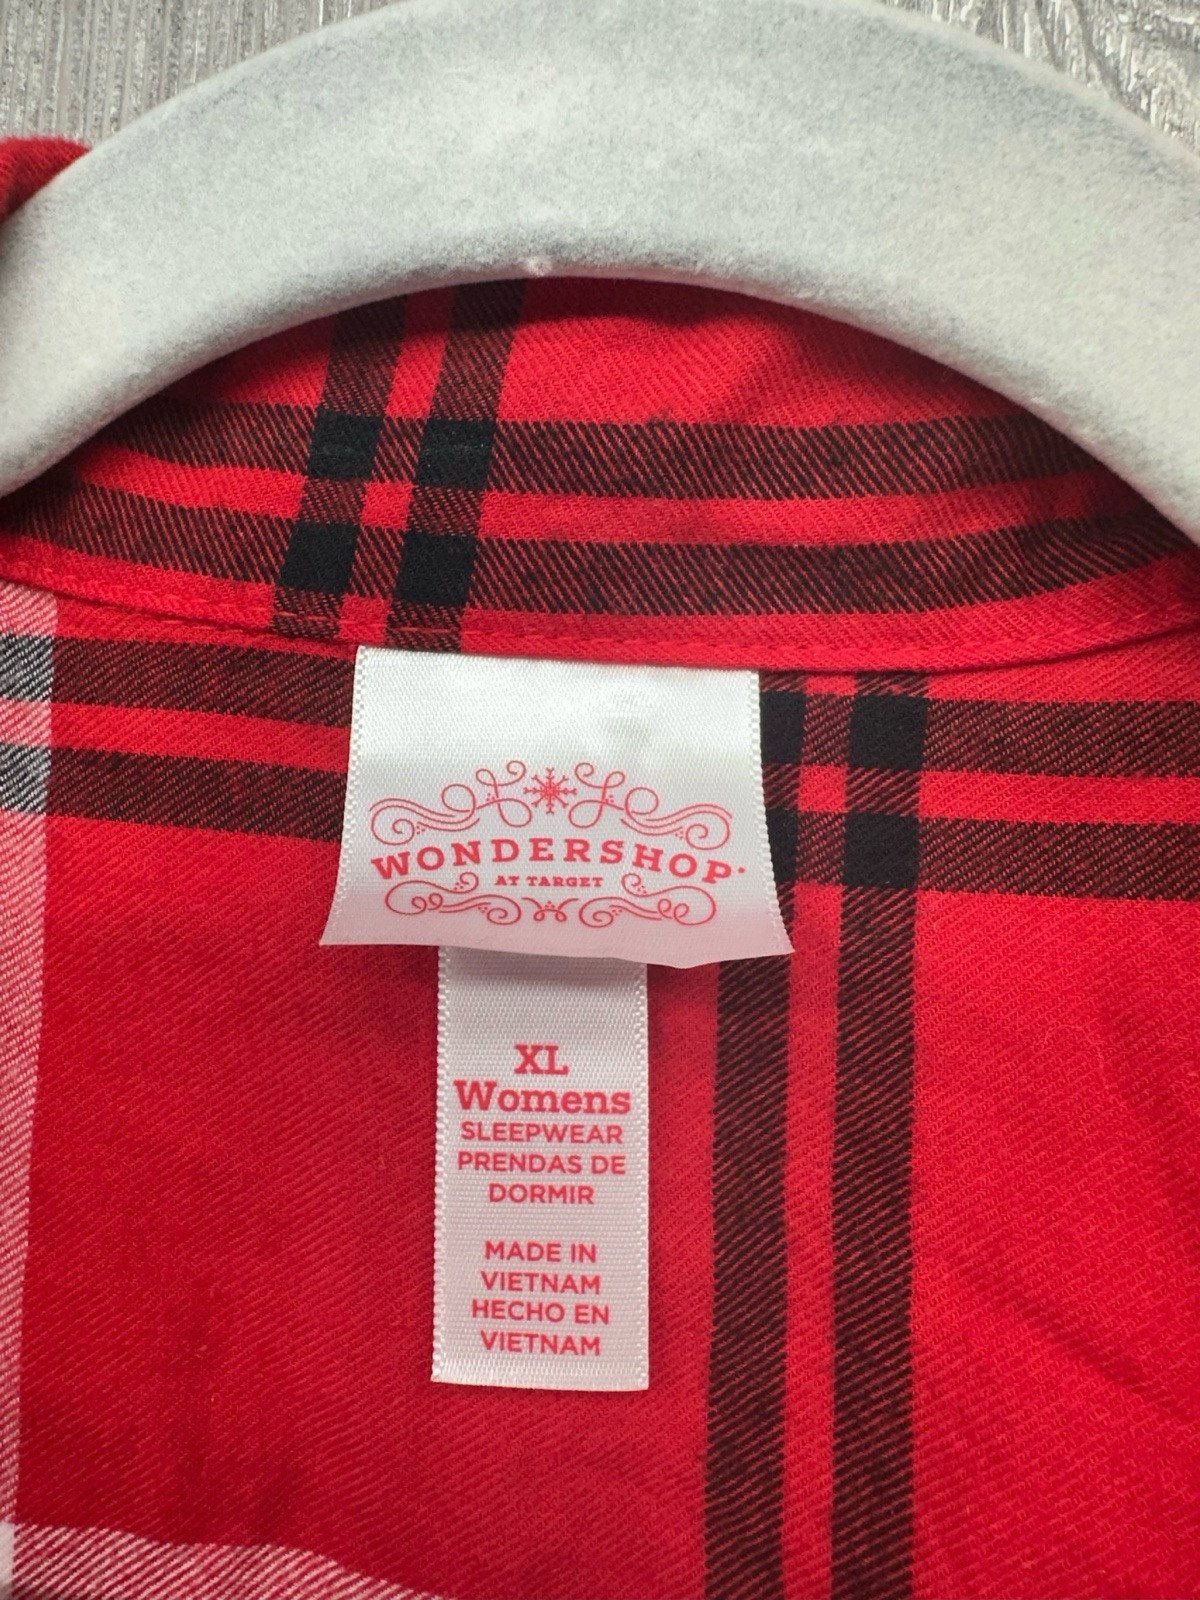 WONDERSHOP
AT TARGET
XL
Womens
SLEEPWEAR
PRENDAS DE
DORMIR
MADE IN
VIETNAM
HECHO EN
VIETNAM